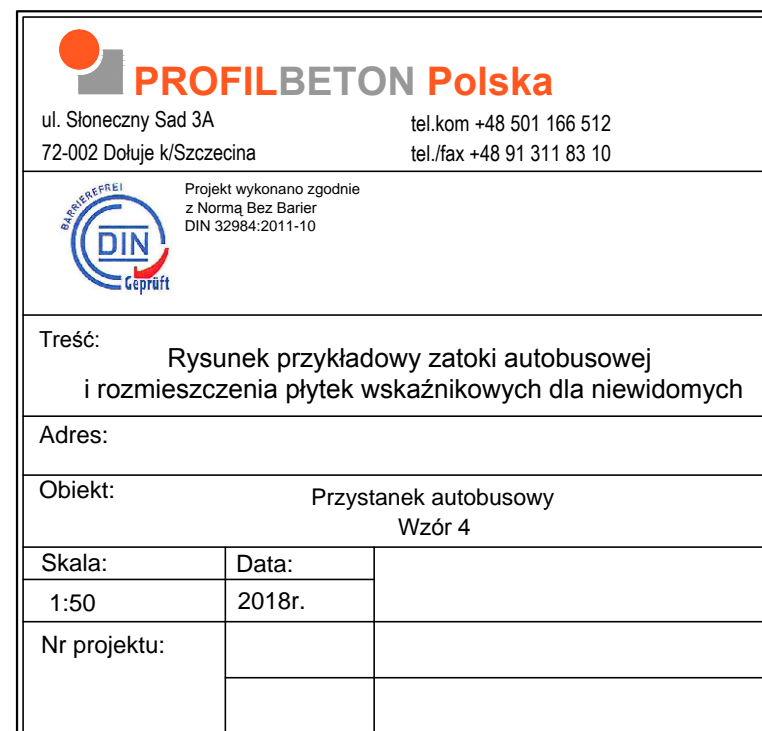 PROFILBETON Polska
ul. Słoneczny Sad 3A
tel.kom +48 501 166 512
72-002 Dołuje k/Szczecina
tel./fax +48 91 311 83 10
BARRIEREFREI
DIN
Geprüft
Projekt wykonano zgodnie
z Normą Bez Barier
DIN 32984:2011-10
Treść:
Rysunek przykładowy zatoki autobusowej
i rozmieszczenia płytek wskaźnikowych dla niewidomych
Adres:
Obiekt:
Przystanek autobusowy
Wzór 4
Skala:
Data:
1:50
2018r.
Nr projektu: